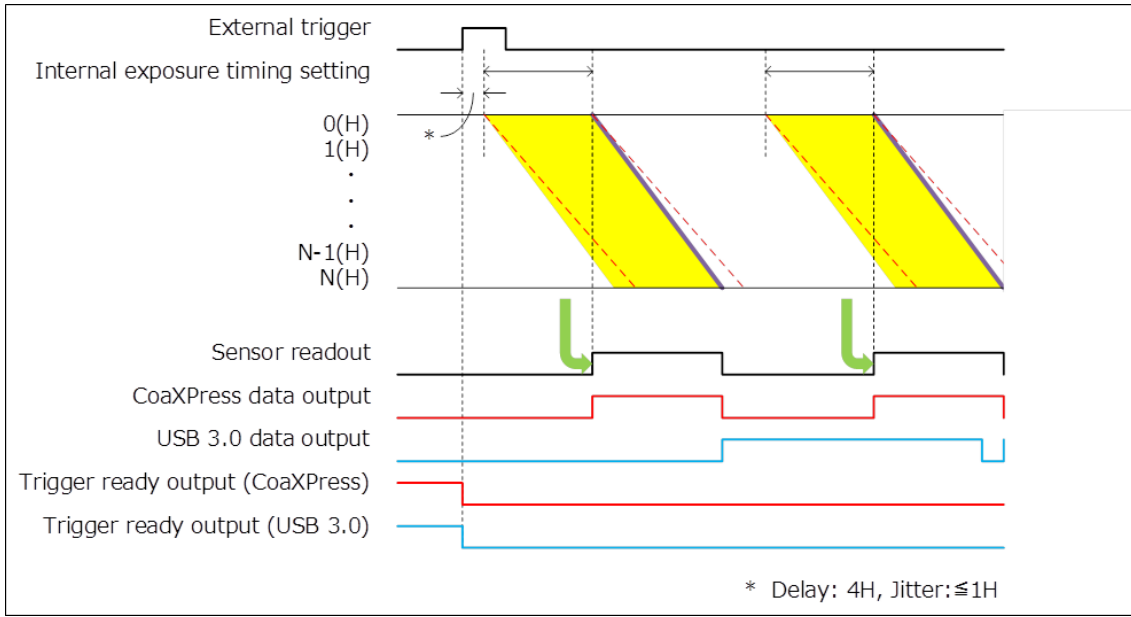 External trigger
Internal exposure timing setting
*
0(H)
1(H)
・
・
・
N-1(H)
N(H)
Sensor readout
CoaXPress data output
USB 3.0 data output
Trigger ready output (CoaXPress)
Trigger ready output (USB 3.0)
* Delay: 4H, Jitter:≦1H